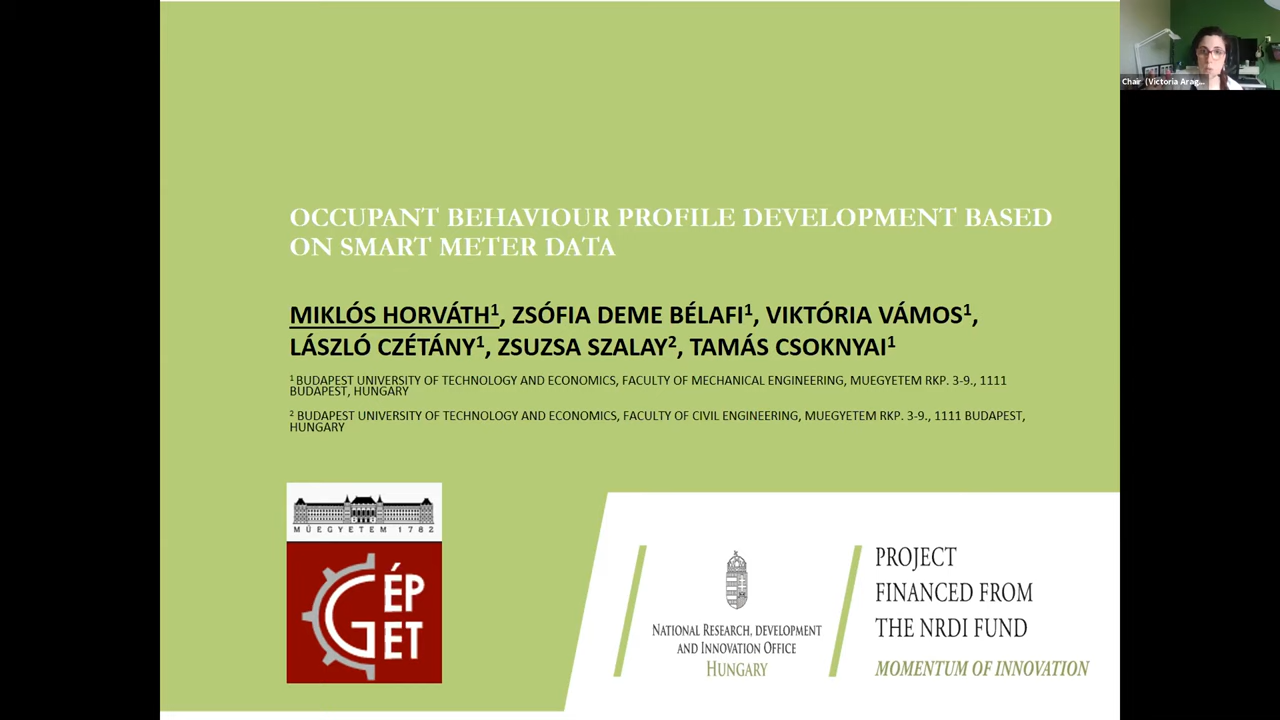 Chair (Victoria Arag...
OCCUPANT BEHAVIOUR PROFILE DEVELOPMENT BASED
ON SMART METER DATA
MIKLÓS HORVÁTH¹, ZSÓFIA DEME BÉLAFI¹, VIKTÓRIA VÁMOS¹,
LÁSZLÓ CZÉTÁNY¹, ZSUZSA SZALAY², TAMÁS CSOKNYAI¹
¹ BUDAPEST UNIVERSITY OF TECHNOLOGY AND ECONOMICS, FACULTY OF MECHANICAL ENGINEERING, MUEGYETEM RKP. 3-9., 1111
BUDAPEST, HUNGARY
² BUDAPEST UNIVERSITY OF TECHNOLOGY AND ECONOMICS, FACULTY OF CIVIL ENGINEERING, MUEGYETEM RKP. 3-9., 1111 BUDAPEST,
HUNGARY
MŰEGYETEM 1782
GÉP
GET
NATIONAL RESEARCH, DEVELOPMENT
AND INNOVATION OFFICE
HUNGARY
PROJECT
FINANCED FROM
THE NRDI FUND
MOMENTUM OF INNOVATION